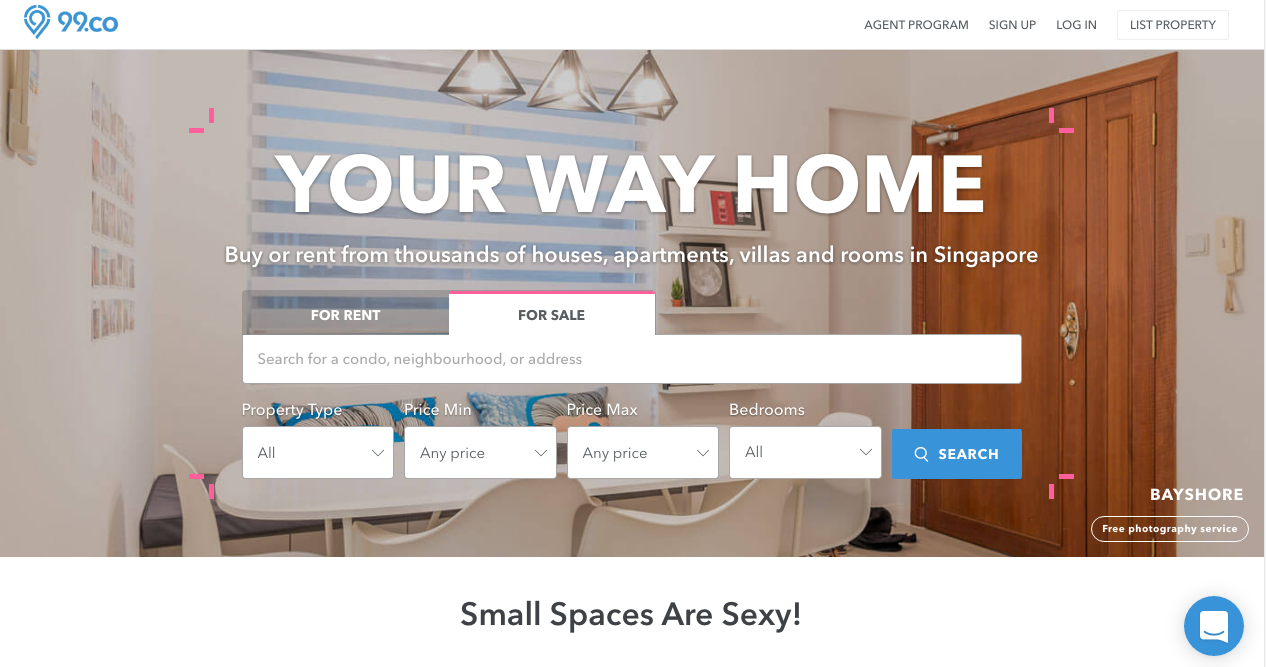 99.co
AGENT PROGRAM
SIGN UP
LOG IN
LIST PROPERTY
YOUR WAY HOME
Buy or rent from thousands of houses, apartments, villas and rooms in Singapore
FOR RENT
FOR SALE
Search for a condo, neighbourhood, or address
Property Type
Price Min
Price Max
Bedrooms
All
Any price
Any price
All
SEARCH
BAYSHORE
Free photography service
Small Spaces Are Sexy!